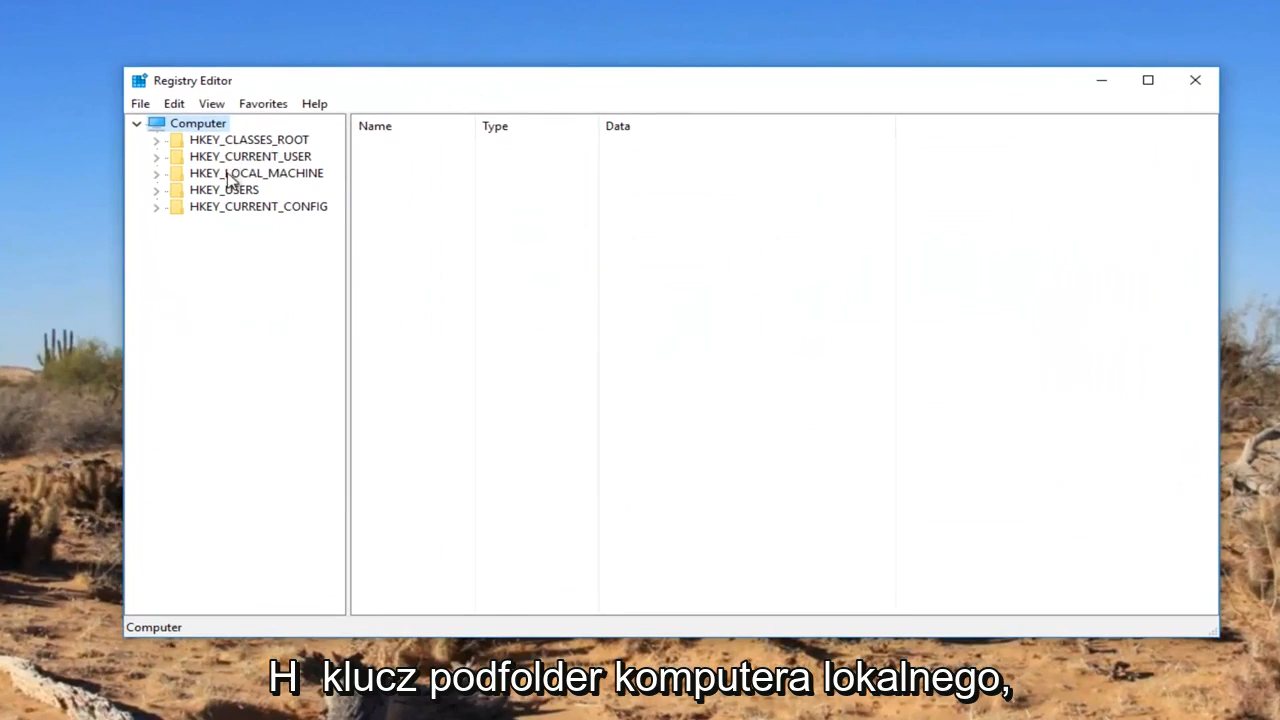 Registry Editor
File Edit View Favorites Help
Computer
HKEY_CLASSES_ROOT
HKEY_CURRENT_USER
HKEY_LOCAL_MACHINE
HKEY_USERS
HKEY_CURRENT_CONFIG
Name Type Data
Computer
H klucz podfolder komputera lokalnego,